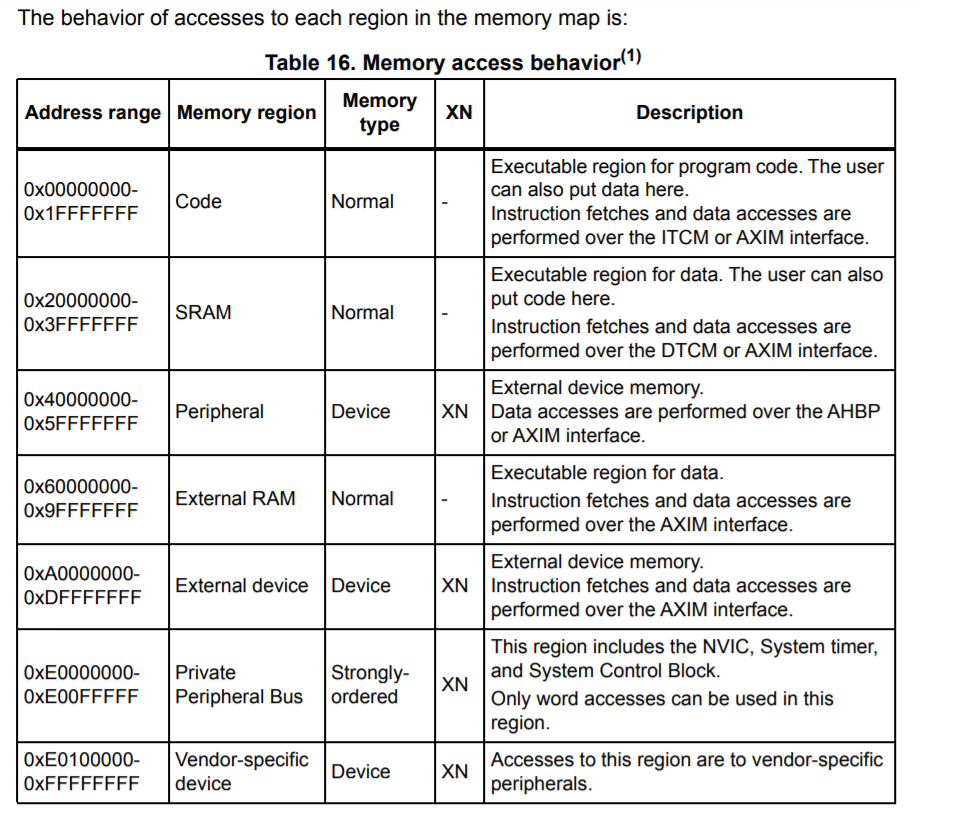 The behavior of accesses to each region in the memory map is:
Table 16. Memory access behavior(1)
Address range
Memory region
Memory
type
XN
Description
0x00000000-
0x1FFFFFFF
Code
Normal
-
Executable region for program code. The user
can also put data here.
Instruction fetches and data accesses are
performed over the ITCM or AXIM interface.
0x20000000-
0x3FFFFFFF
SRAM
Normal
-
Executable region for data. The user can also
put code here.
Instruction fetches and data accesses are
performed over the DTCM or AXIM interface.
0x40000000-
0x5FFFFFFF
Peripheral
Device
XN
External device memory.
Data accesses are performed over the AHBP
or AXIM interface.
0x60000000-
0x9FFFFFFF
External RAM
Normal
-
Executable region for data.
Instruction fetches and data accesses are
performed over the AXIM interface.
0xA0000000-
0xDFFFFFFF
External device
Device
XN
External device memory.
Instruction fetches and data accesses are
performed over the AXIM interface.
0xE0000000-
0xE00FFFFF
Private
Peripheral Bus
Strongly-
ordered
XN
This region includes the NVIC, System timer,
and System Control Block.
Only word accesses can be used in this
region.
0xE0100000-
0xFFFFFFFF
Vendor-specific
device
Device
XN
Accesses to this region are to vendor-specific
peripherals.